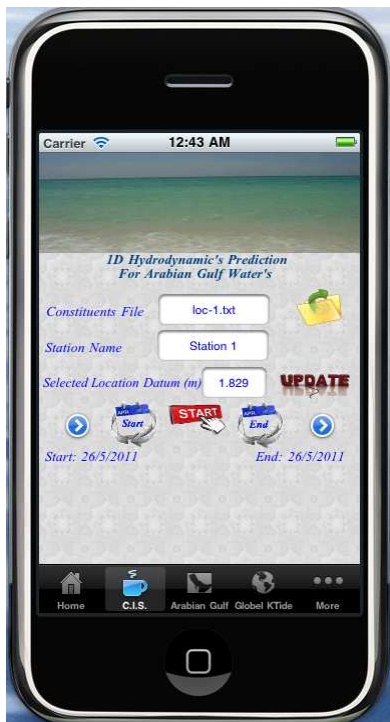 Carrier 12:43 AM
1D Hydrodynamic's Prediction
For Arabian Gulf Water's
Constituents File loc-1.txt
Station Name Station 1
Selected Location Datum (m) 1.829 UPDATE
APR APR
Start START End
Start: 26/5/2011 End: 26/5/2011
Home C.I.S. Arabian Gulf Globel KTide More